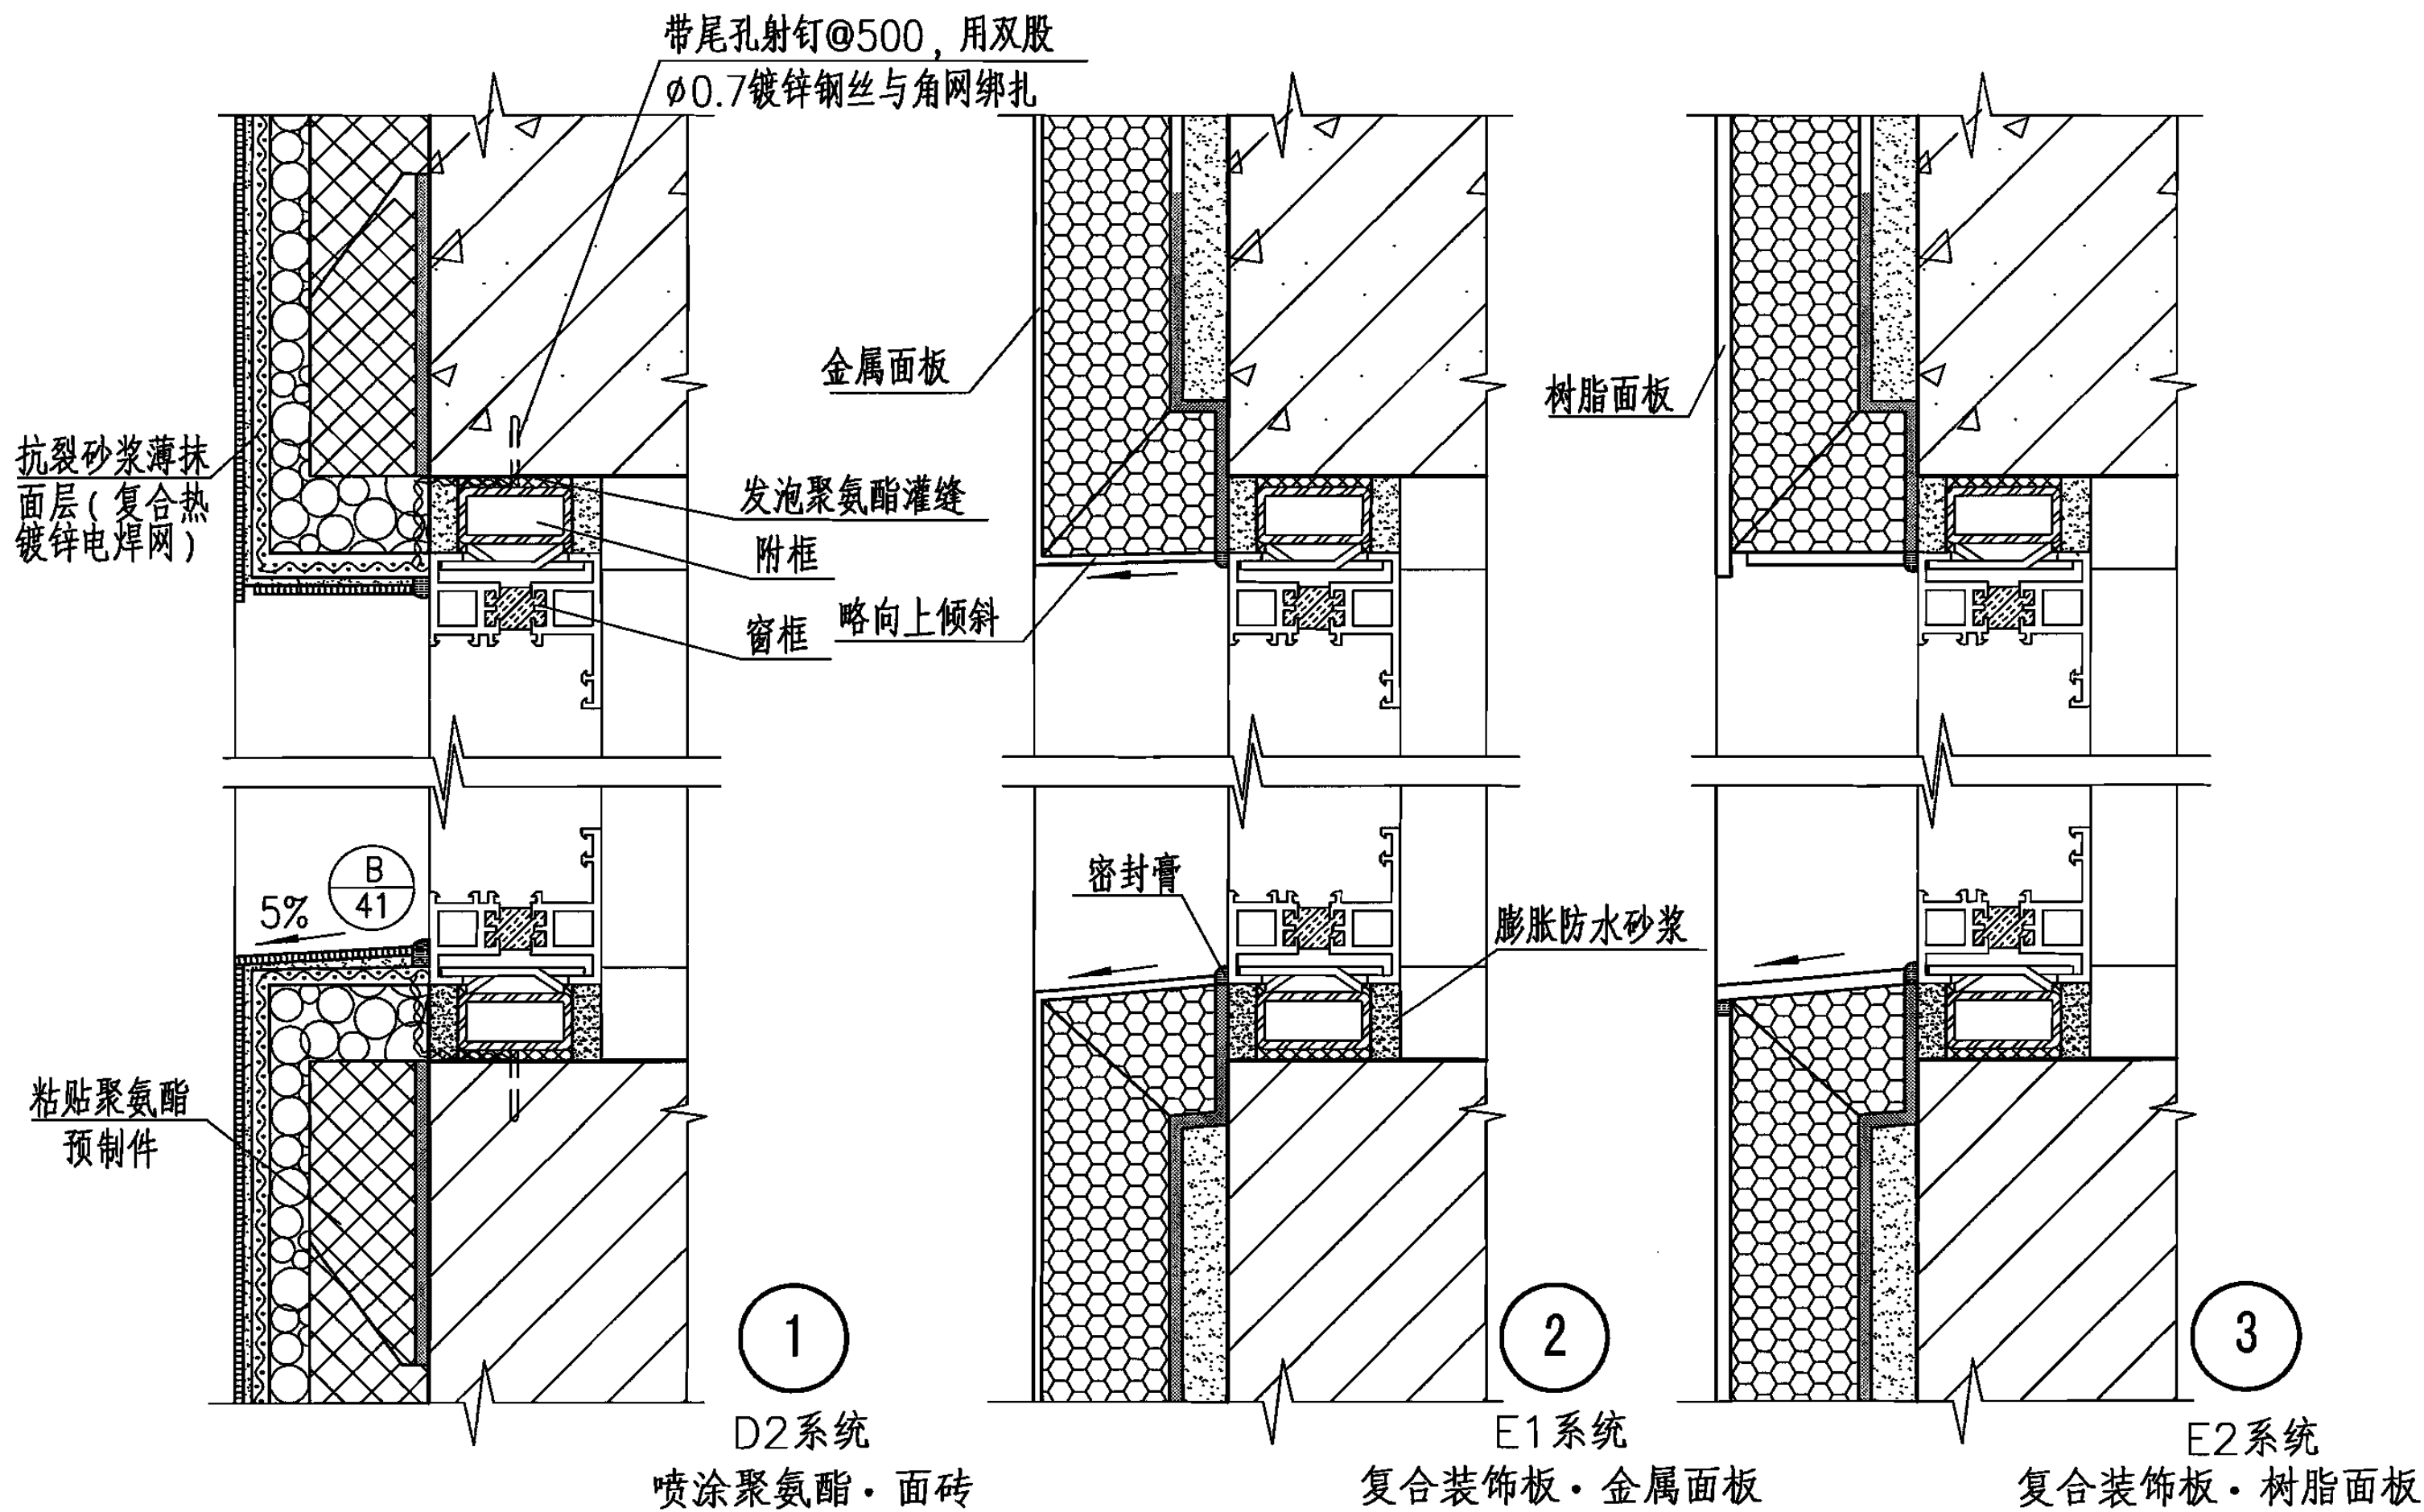 带尾孔射钉@500，用双股
ø0.7镀锌钢丝与角网绑扎
金属面板
树脂面板
抗裂砂浆薄抹
面层(复合热
镀锌电焊网)
发泡聚氨酯灌缝
附框
窗框
略向上倾斜
B
41
5%
密封膏
膨胀防水砂浆
粘贴聚氨酯
预制件
1
D2系统
喷涂聚氨酯·面砖
2
E1系统
复合装饰板·金属面板
3
E2系统
复合装饰板·树脂面板